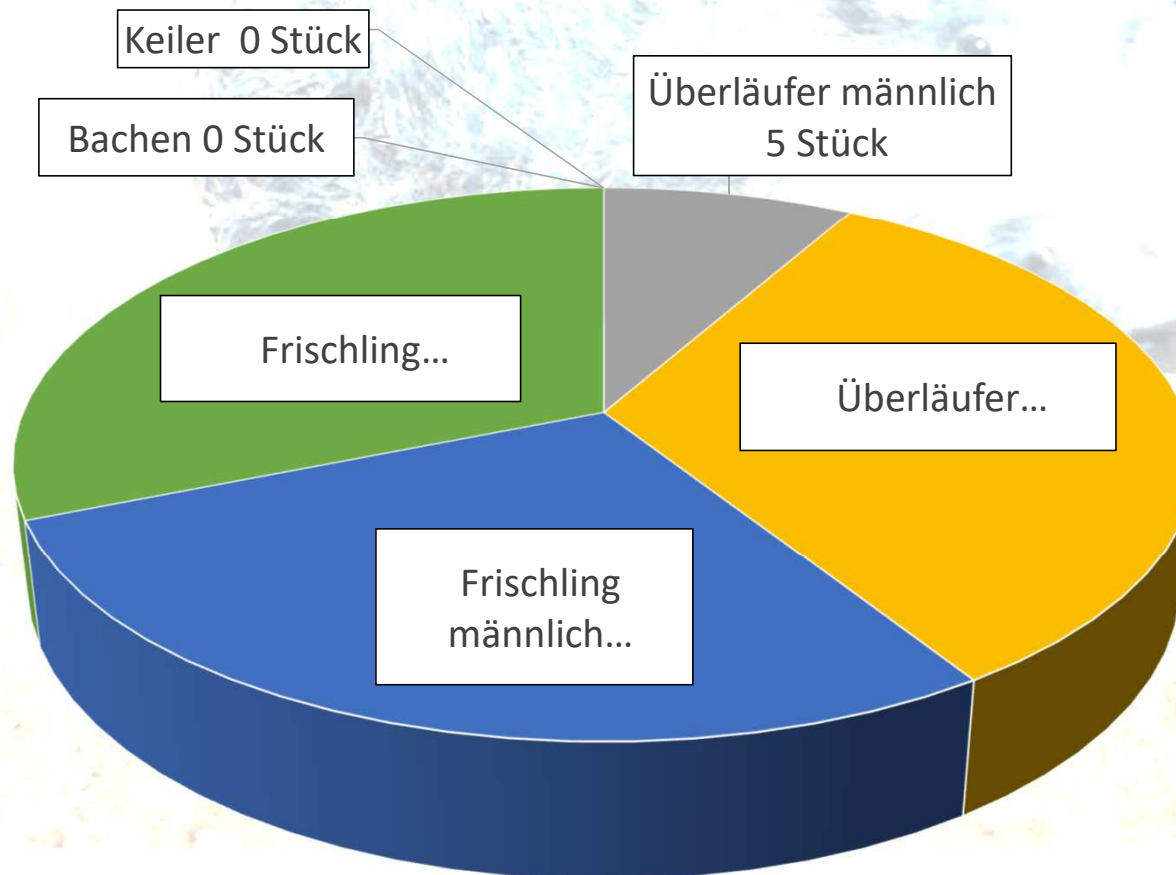 Keiler 0 Stück
Bachen 0 Stück
Überläufer männlich
5 Stück
Frischling…
Überläufer…
Frischling
männlich…